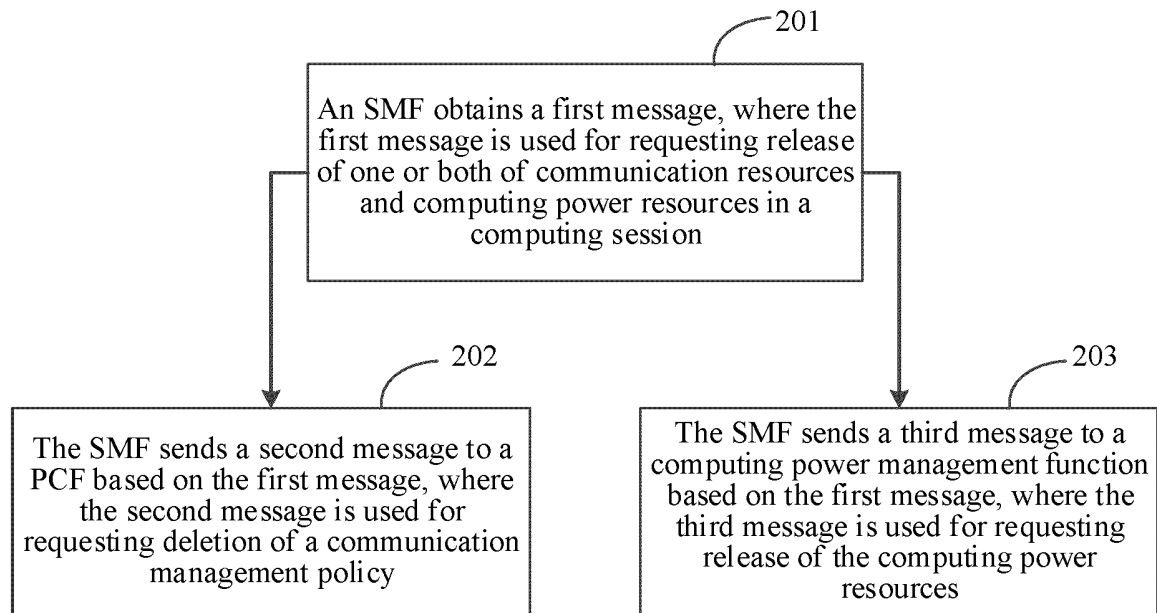 201
An SMF obtains a first message, where the
first message is used for requesting release
of one or both of communication resources
and computing power resources in a
computing session
202
The SMF sends a second message to a
PCF based on the first message, where
the second message is used for
requesting deletion of a communication
management policy
203
The SMF sends a third message to a
computing power management function
based on the first message, where the
third message is used for requesting
release of the computing power
resources